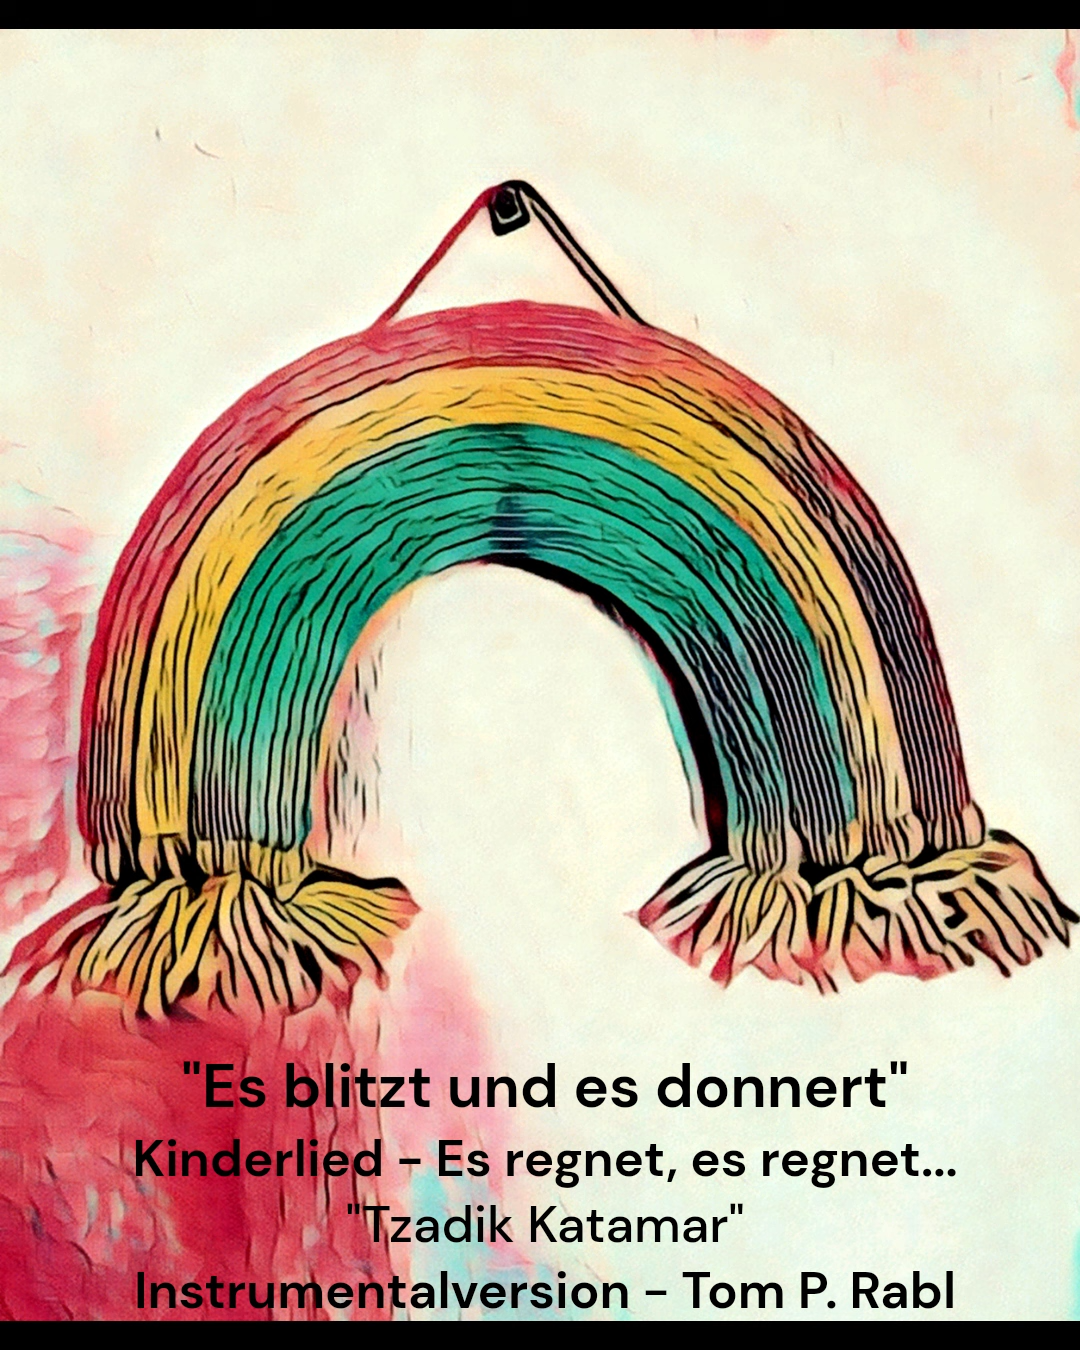 "Es blitzt und es donnert"
Kinderlied - Es regnet, es regnet...
"Tzadik Katamar"
Instrumentalversion - Tom P. Rabl